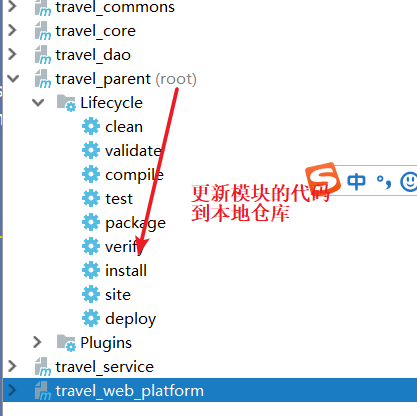 travel_commons
travel_core
travel_dao
travel_parent (root)
Lifecycle
clean
validate
compile
test
package
verify
install
site
deploy
Plugins
travel_service
travel_web_platform
更新模块的代码
到本地仓库
S 中 °,